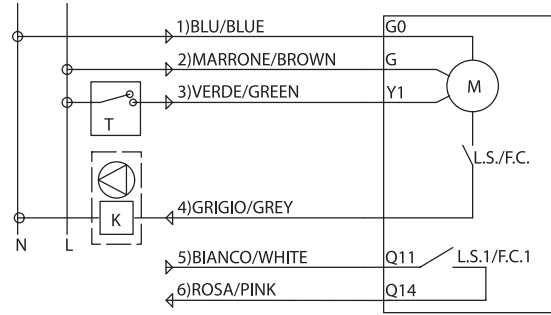 1)BLU/BLUE G0
2)MARRONE/BROWN G
M
3)VERDE/GREEN Y1
T
L.S./F.C.
K
4)GRIGIO/GREY
N L
5)BIANCO/WHITE Q11 L.S.1/F.C.1
6)ROSA/PINK Q14